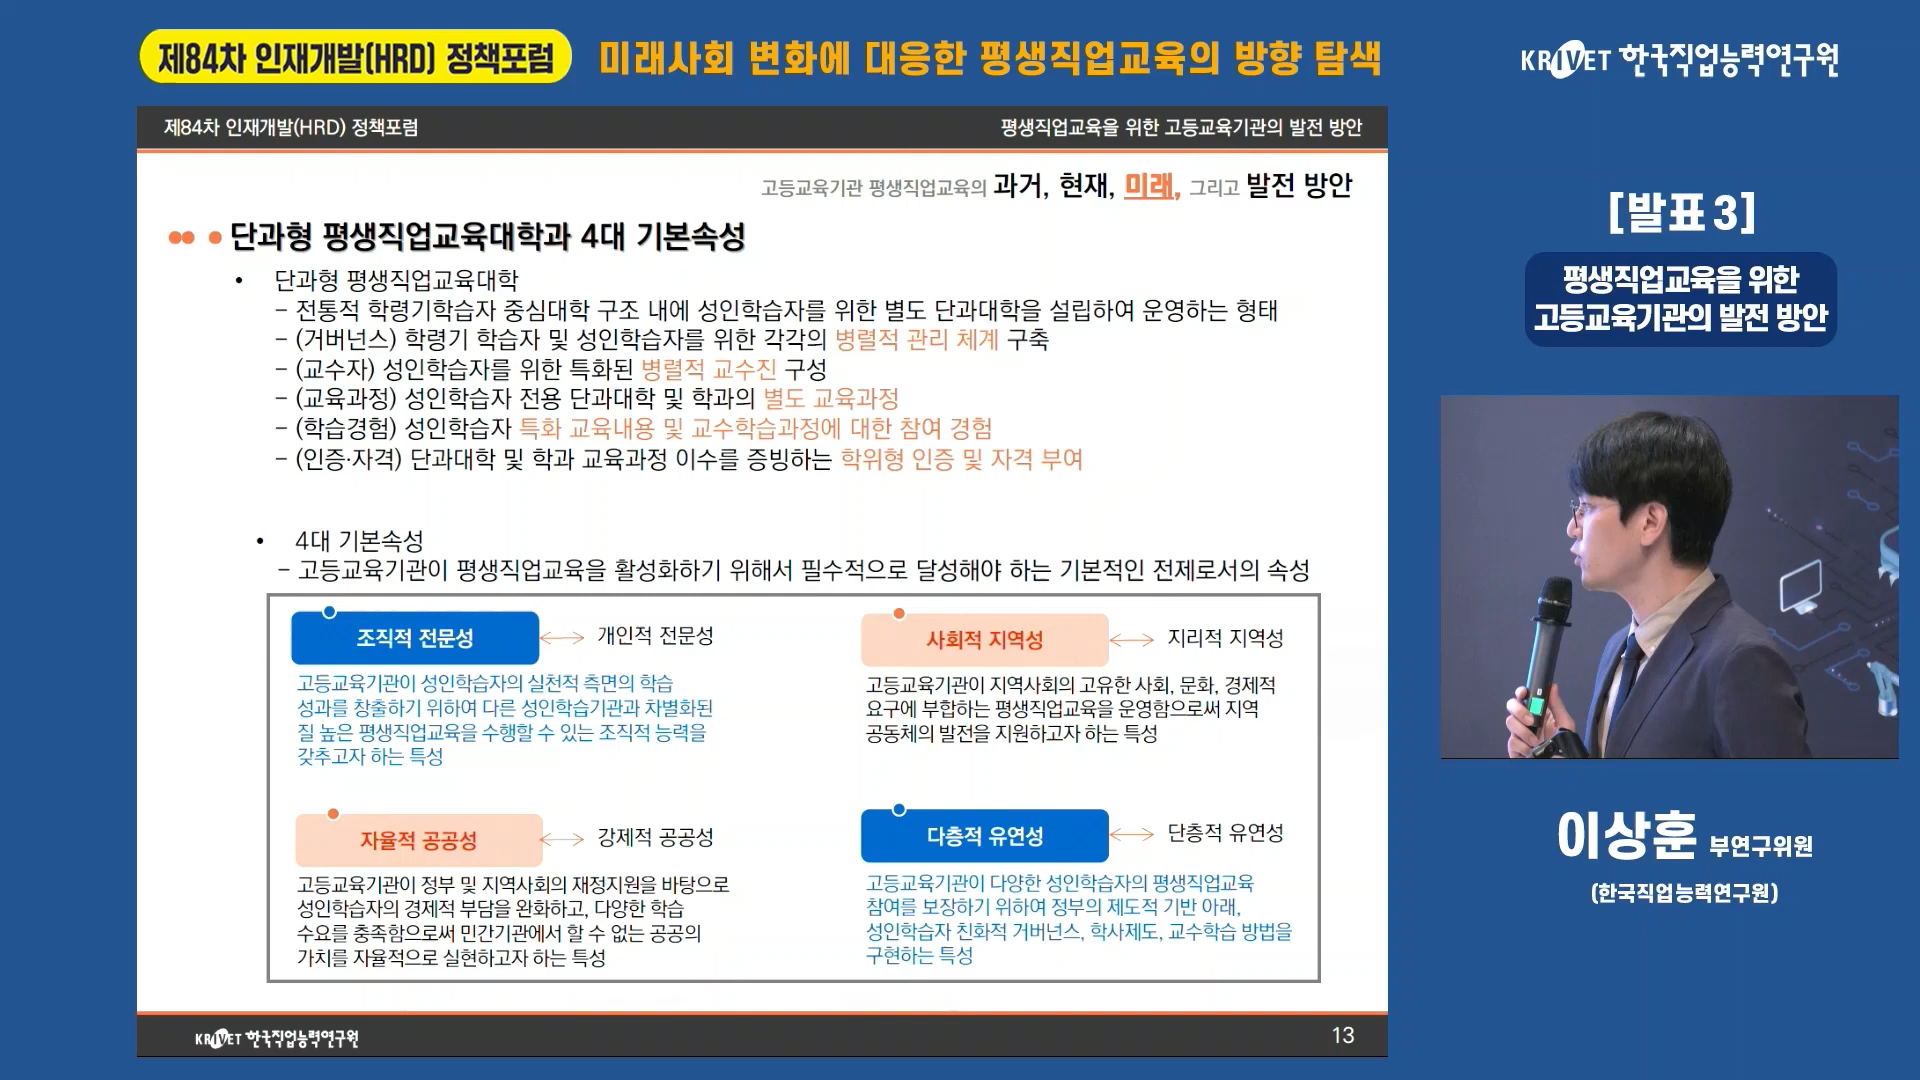 제84차 인재개발(HRD) 정책포럼
미래사회 변화에 대응한 평생직업교육의 방향 탐색
KRIVET 한국직업능력연구원
제84차 인재개발(HRD) 정책포럼
평생직업교육을 위한 고등교육기관의 발전 방안
고등교육기관 평생직업교육의 과거, 현재, 미래, 그리고 발전 방안
단과형 평생직업교육대학과 4대 기본속성
• 단과형 평생직업교육대학
– 전통적 학령기학습자 중심대학 구조 내에 성인학습자를 위한 별도 단과대학을 설립하여 운영하는 형태
– (거버넌스) 학령기 학습자 및 성인학습자를 위한 각각의 병렬적 관리 체계 구축
– (교수자) 성인학습자를 위한 특화된 병렬적 교수진 구성
– (교육과정) 성인학습자 전용 단과대학 및 학과의 별도 교육과정
– (학습경험) 성인학습자 특화 교육내용 및 교수학습과정에 대한 참여 경험
– (인증·자격) 단과대학 및 학과 교육과정 이수를 증빙하는 학위형 인증 및 자격 부여
• 4대 기본속성
– 고등교육기관이 평생직업교육을 활성화하기 위해서 필수적으로 달성해야 하는 기본적인 전제로서의 속성
조직적 전문성
개인적 전문성
고등교육기관이 성인학습자의 실천적 측면의 학습
성과를 창출하기 위하여 다른 성인학습기관과 차별화된
질 높은 평생직업교육을 수행할 수 있는 조직적 능력을
갖추고자 하는 특성
사회적 지역성
지리적 지역성
고등교육기관이 지역사회의 고유한 사회, 문화, 경제적
요구에 부합하는 평생직업교육을 운영함으로써 지역
공동체의 발전을 지원하고자 하는 특성
자율적 공공성
강제적 공공성
고등교육기관이 정부 및 지역사회의 재정지원을 바탕으로
성인학습자의 경제적 부담을 완화하고, 다양한 학습
수요를 충족함으로써 민간기관에서 할 수 없는 공공의
가치를 자율적으로 실현하고자 하는 특성
다층적 유연성
단층적 유연성
고등교육기관이 다양한 성인학습자의 평생직업교육
참여를 보장하기 위하여 정부의 제도적 기반 아래,
성인학습자 친화적 거버넌스, 학사제도, 교수학습 방법을
구현하는 특성
KRIVET 한국직업능력연구원
13
[발표 3]
평생직업교육을 위한
고등교육기관의 발전 방안
이상훈 부연구위원
(한국직업능력연구원)